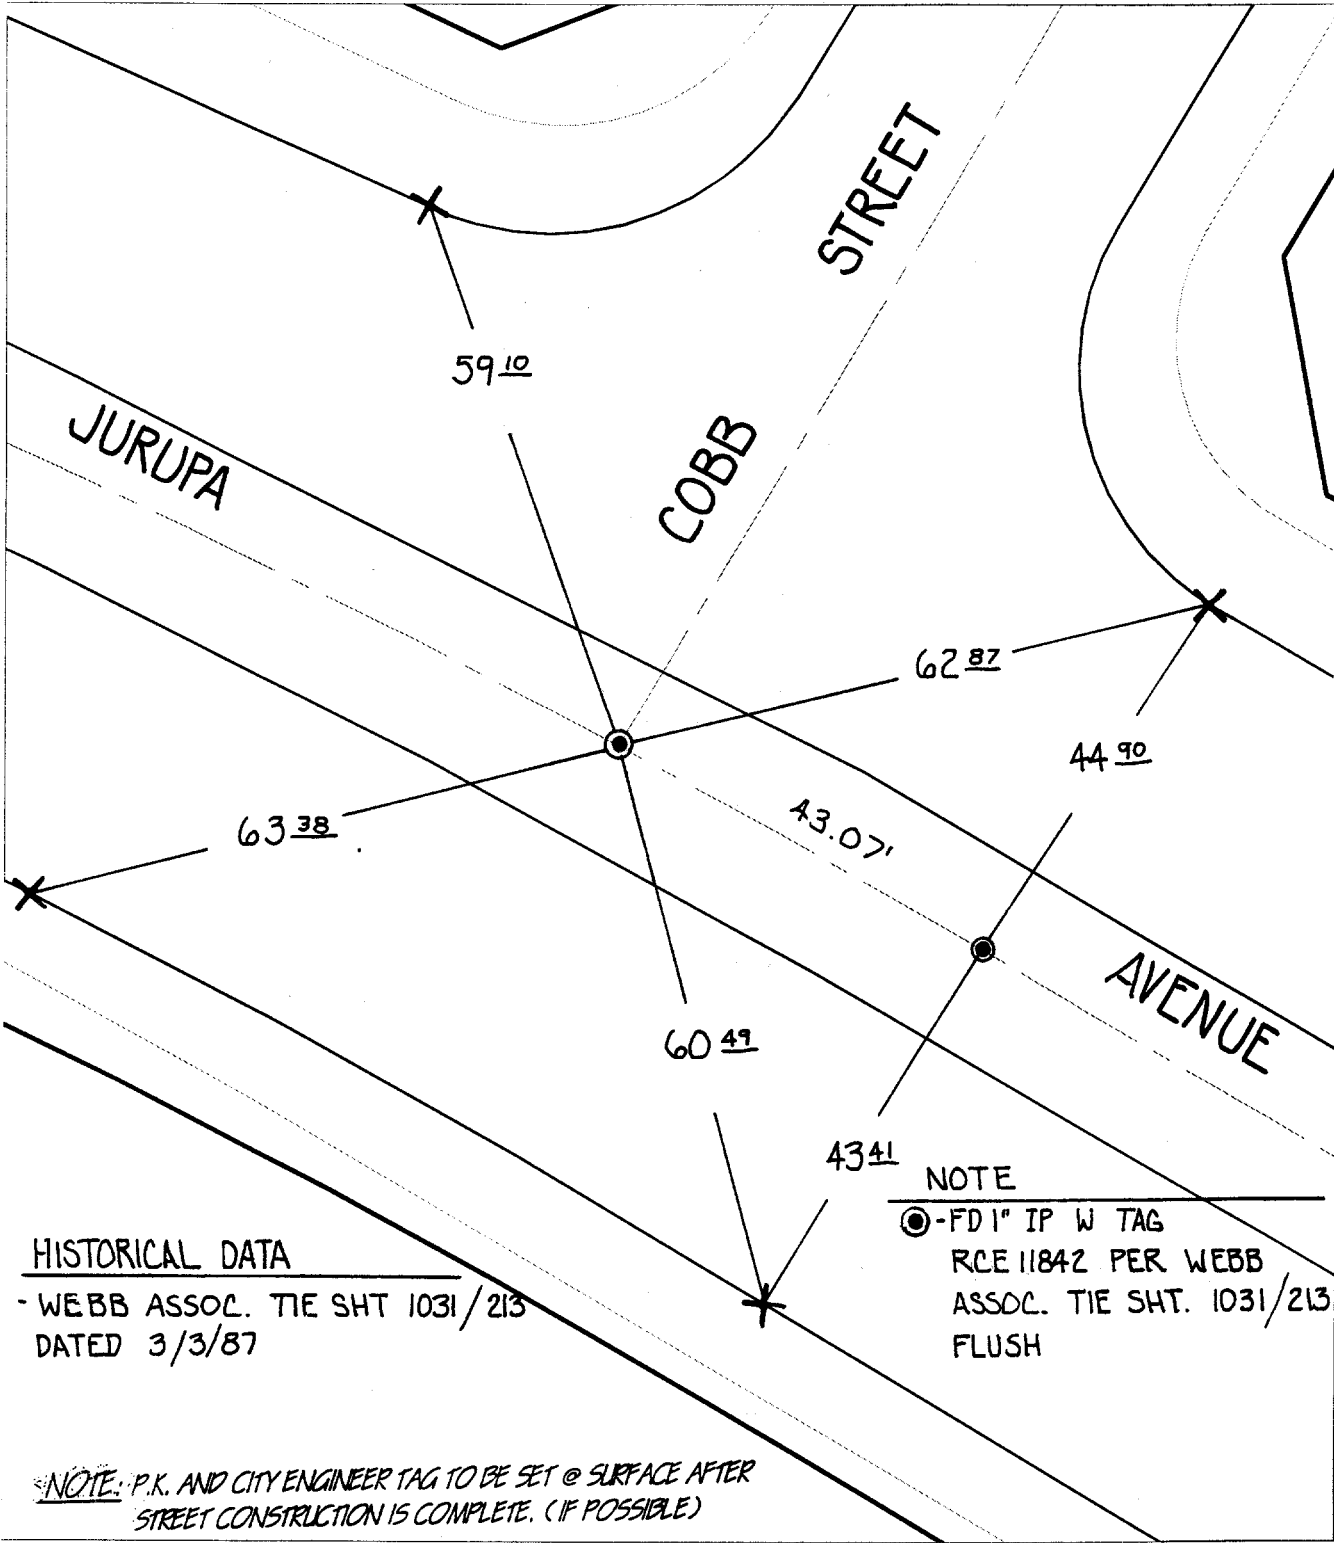 STREET
COBB
JURUPA
AVENUE
59 10
62 87
44 90
43.07'
63 38
60 49
43 41
NOTE
-FD 1" IP W TAG
RCE 11842 PER WEBB
ASSOC. TIE SHT. 1031/213
FLUSH
HISTORICAL DATA
- WEBB ASSOC. TIE SHT 1031/213
DATED 3/3/87
NOTE: P.K. AND CITY ENGINEER TAG TO BE SET @ SURFACE AFTER
STREET CONSTRUCTION IS COMPLETE. (IF POSSIBLE)